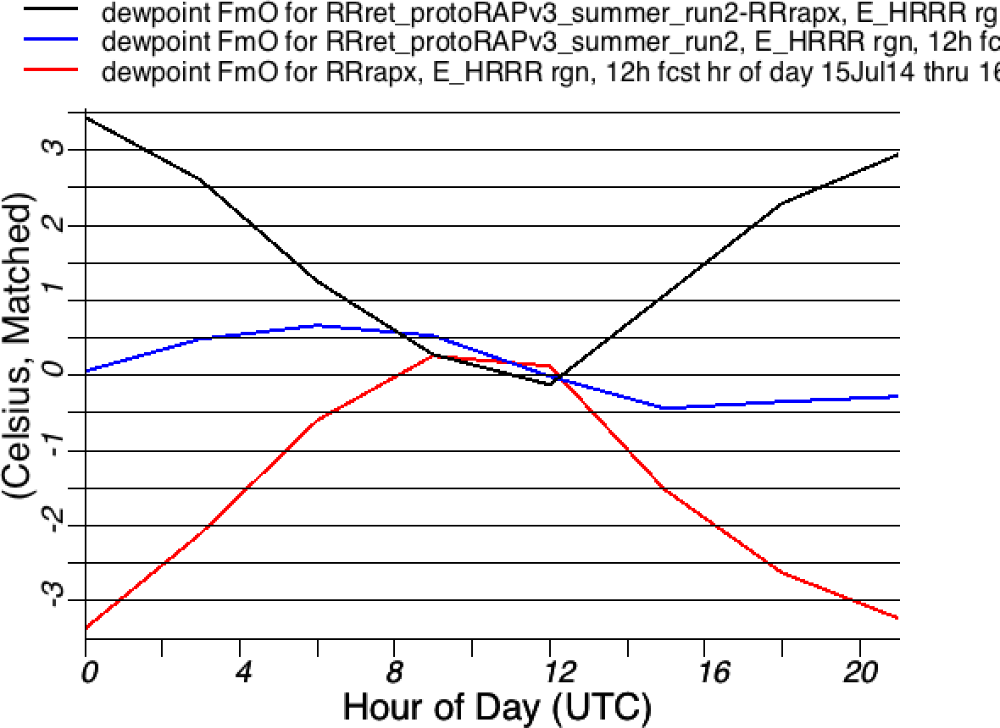 dewpoint FmO for RRret_protoRAPv3_summer_run2-RRrapx, E_HRRR rg
dewpoint FmO for RRret_protoRAPv3_summer_run2, E_HRRR rgn, 12h fc
dewpoint FmO for RRrapx, E_HRRR rgn, 12h fcst hr of day 15Jul14 thru 16
(Celsius, Matched)
3
2
1
0
-1
-2
-3
0 4 8 12 16 20
Hour of Day (UTC)